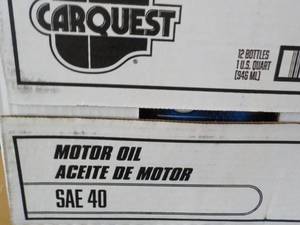 CARQUEST
12 BOTTLES
1 U.S. QUART
(946 ML)
MOTOR OIL
ACEITE DE MOTOR
SAE 40